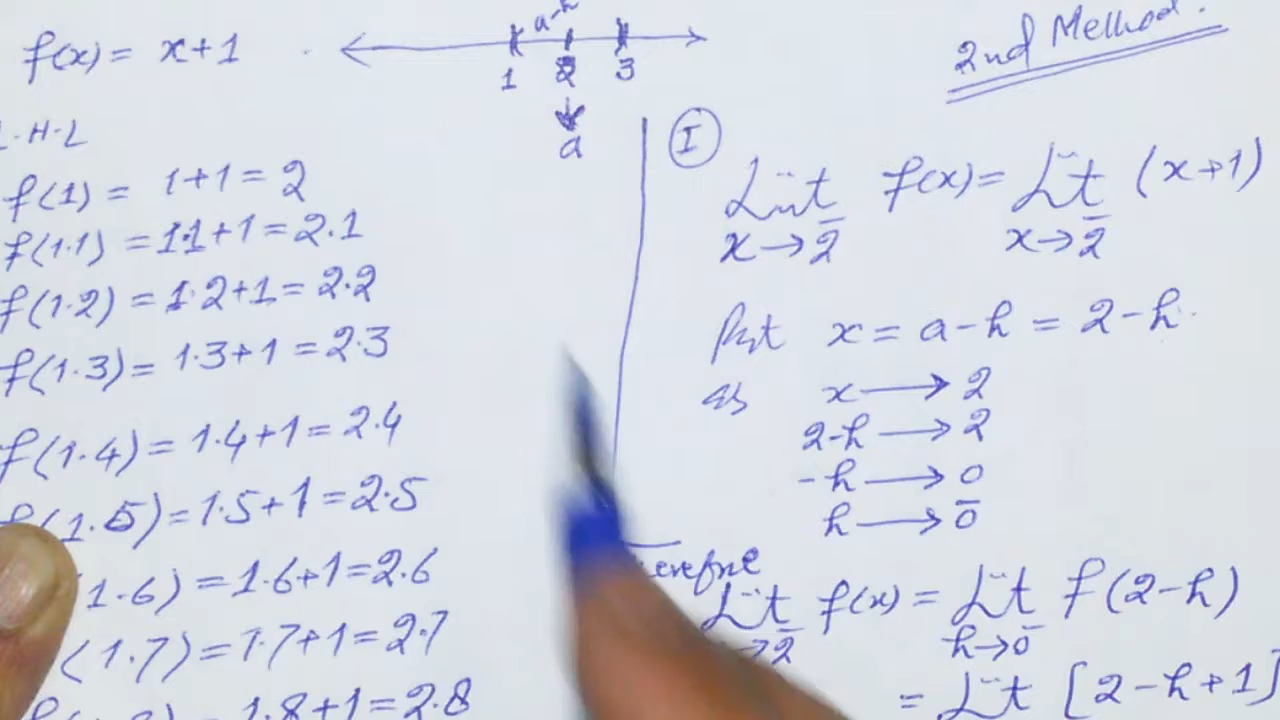 f(x) = x+1
a-h
1 2 3
a
2nd Method.
L.H.L
f(1) = 1+1 = 2
f(1.1) = 1.1+1 = 2.1
f(1.2) = 1.2+1 = 2.2
f(1.3) = 1.3+1 = 2.3
f(1.4) = 1.4+1 = 2.4
f(1.5) = 1.5+1 = 2.5
(1.6) = 1.6+1 = 2.6
(1.7) = 1.7+1 = 2.7
1.8+1 = 2.8
I
Limit f(x) = Lt (x+1)
x→2̄ x→2̄
Put x = a-h = 2-h.
as x → 2
2-h → 2
-h → 0
h → 0̄
erefore
Lt f(x) = Lt f(2-h)
→2̄ h→0̄
= Lt [2-h+1]